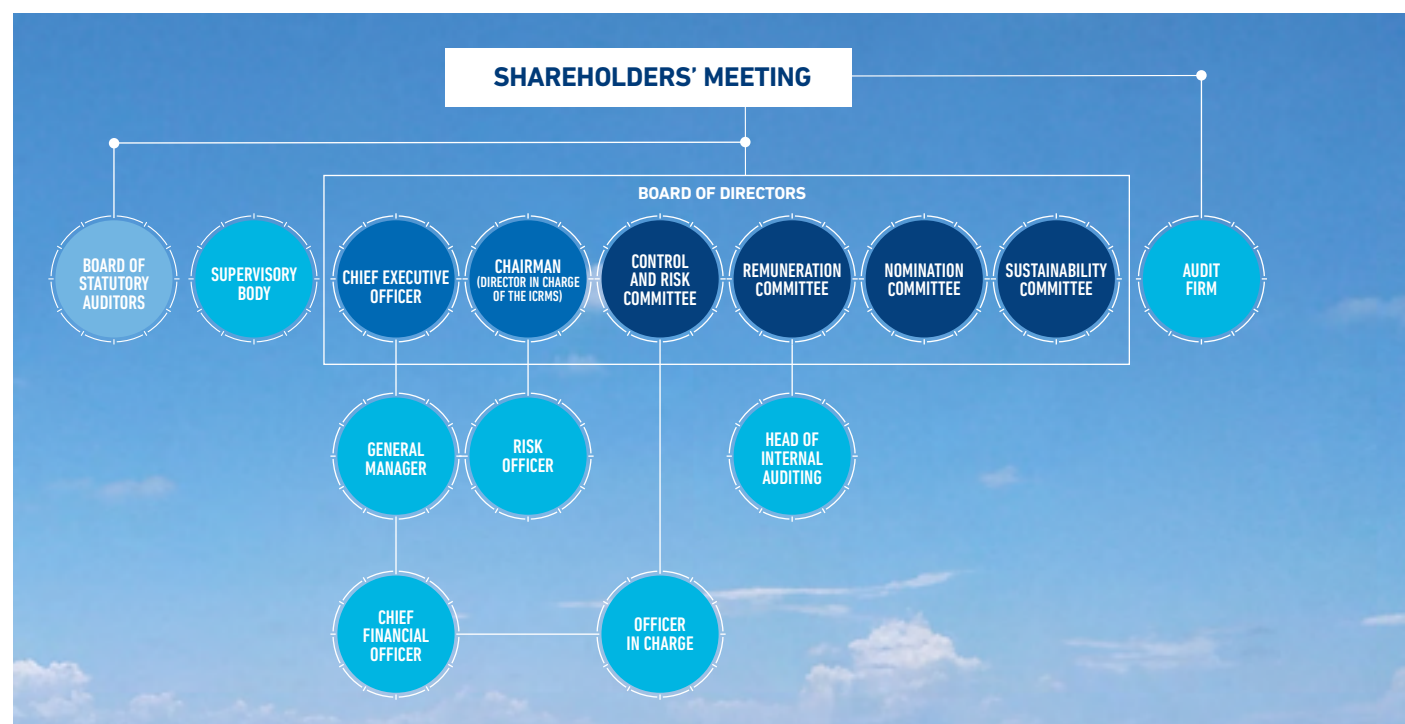 SHAREHOLDERS’ MEETING
BOARD OF DIRECTORS
BOARD OF
STATUTORY
AUDITORS
SUPERVISORY
BODY
CHIEF EXECUTIVE
OFFICER
CHAIRMAN
(DIRECTOR IN CHARGE
OF THE ICRMS)
CONTROL
AND RISK
COMMITTEE
REMUNERATION
COMMITTEE
NOMINATION
COMMITTEE
SUSTAINABILITY
COMMITTEE
AUDIT
FIRM
GENERAL
MANAGER
RISK
OFFICER
HEAD OF
INTERNAL
AUDITING
CHIEF
FINANCIAL
OFFICER
OFFICER
IN CHARGE